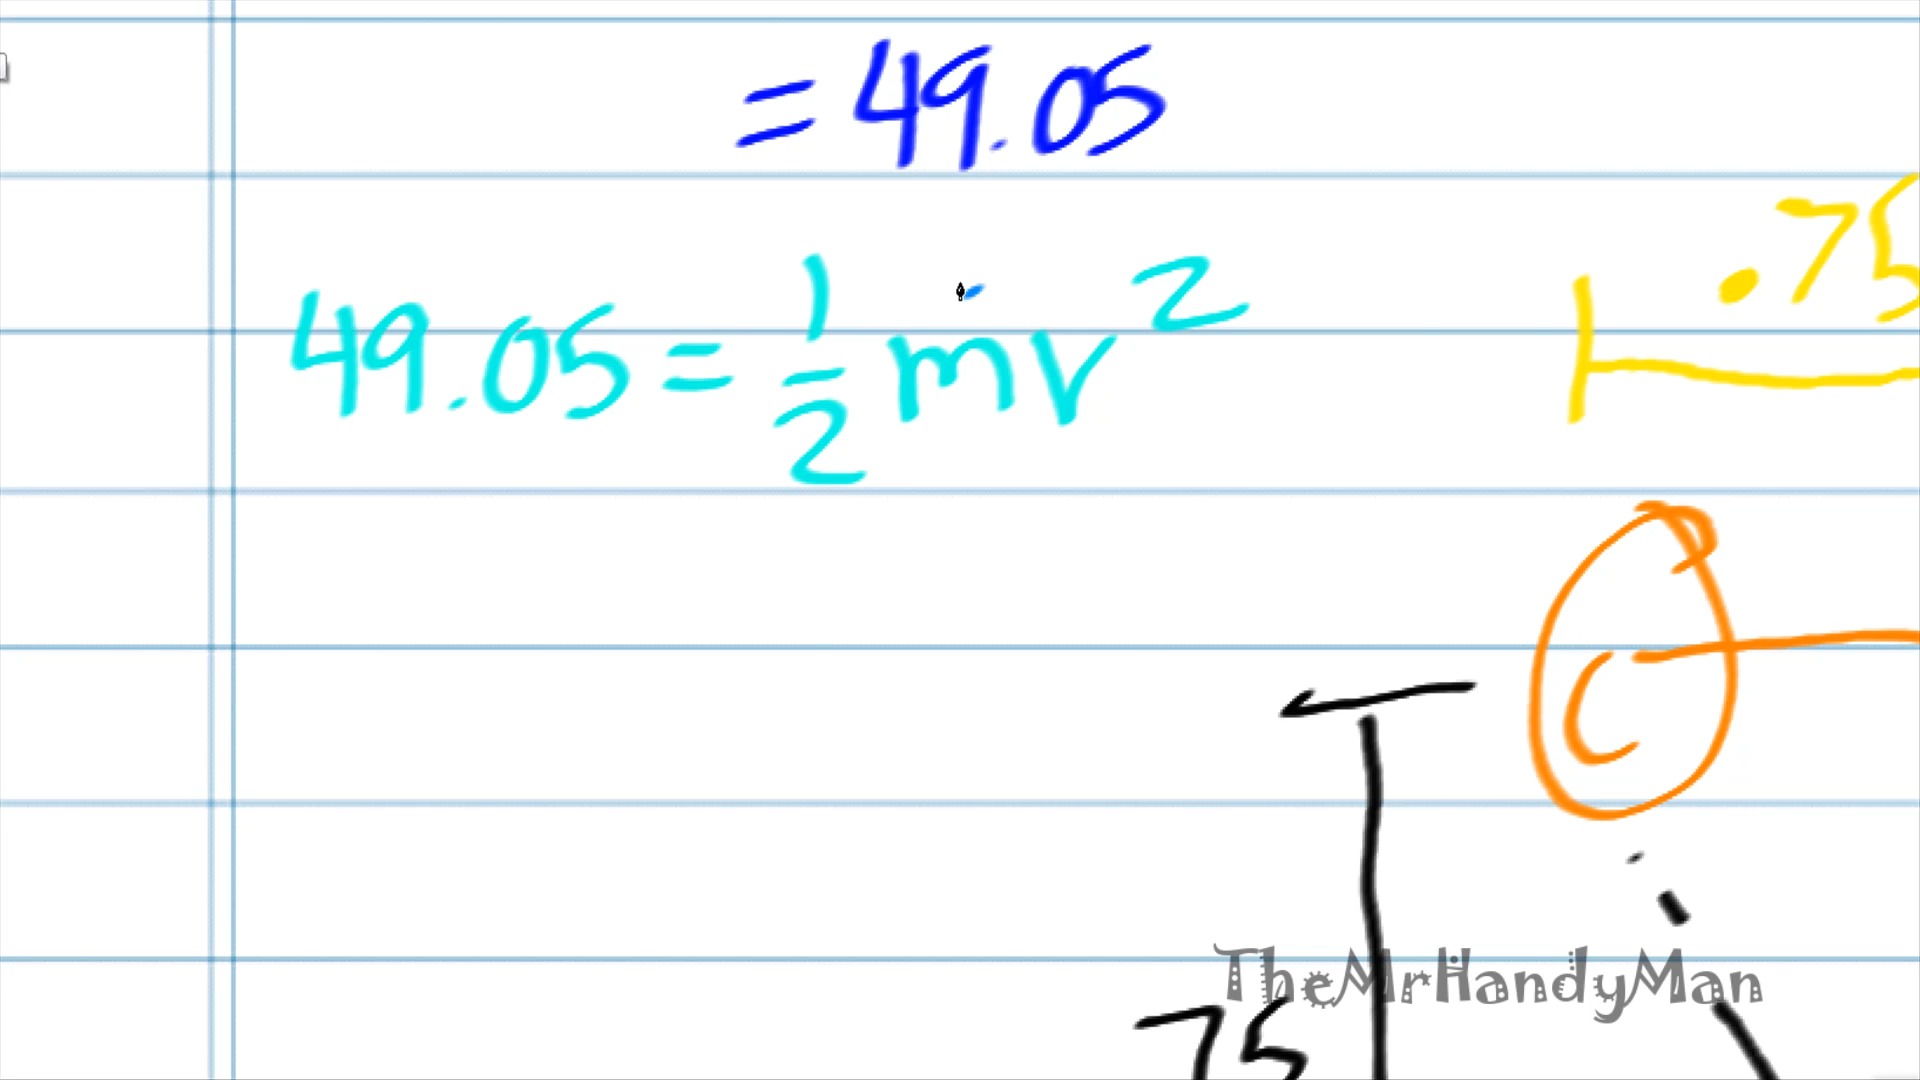 = 49.05
.75
49.05 = 1/2 mv²
C
TheMrHandyMan
75